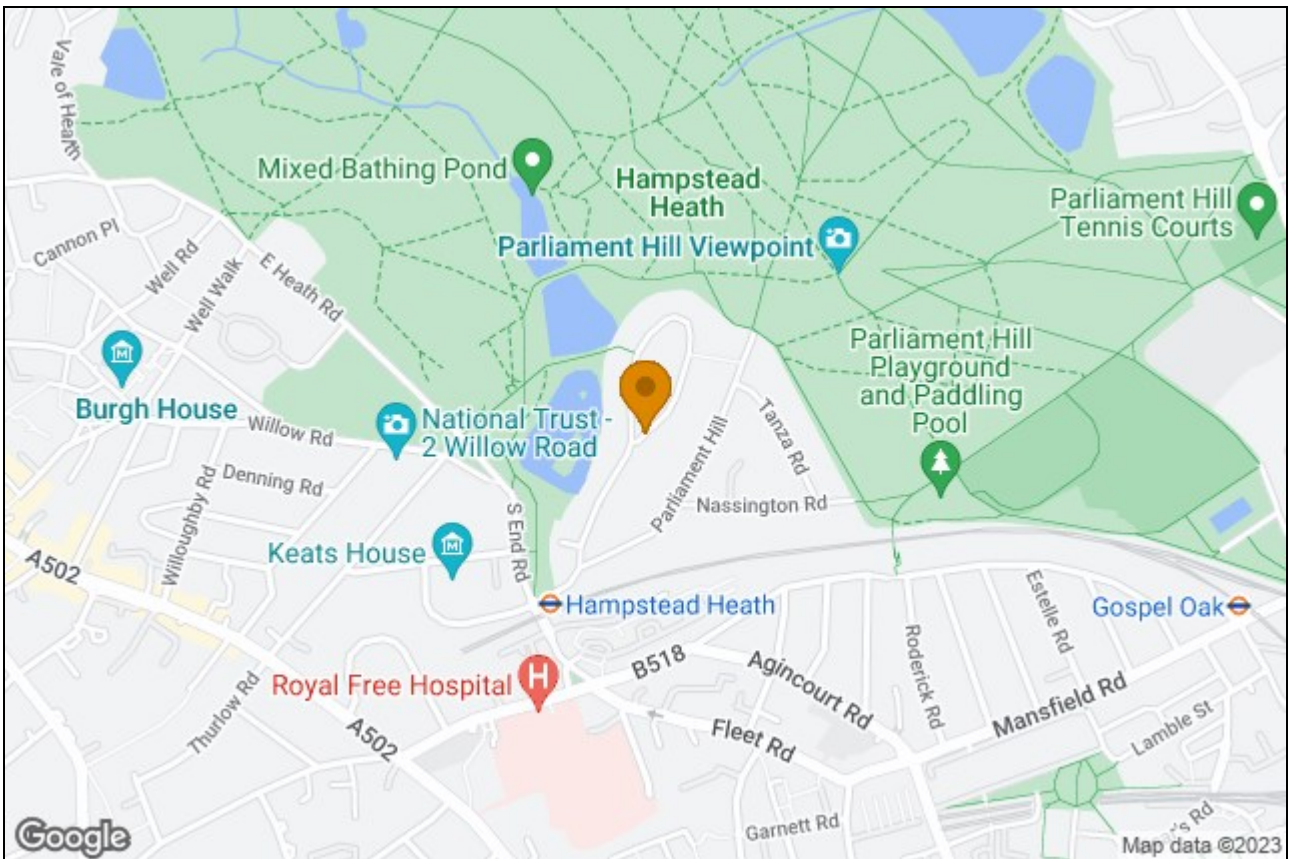 Vale of Health
Mixed Bathing Pond
Hampstead
Heath
Parliament Hill
Tennis Courts
Parliament Hill Viewpoint
Cannon Pl
Well Rd
Well Walk
E Heath Rd
Burgh House
Parliament Hill
Playground
and Paddling
Pool
National Trust -
2 Willow Road
Willow Rd
Tanza Rd
Parliament Hill
Denning Rd
Willoughby Rd
Nassington Rd
S End Rd
Keats House
A502
Hampstead Heath
Gospel Oak
Estelle Rd
Roderick Rd
B518
Agincourt Rd
Mansfield Rd
Royal Free Hospital
H
Thurlow Rd
A502
Fleet Rd
Lamble St
Garnett Rd
Google
Map data ©2023